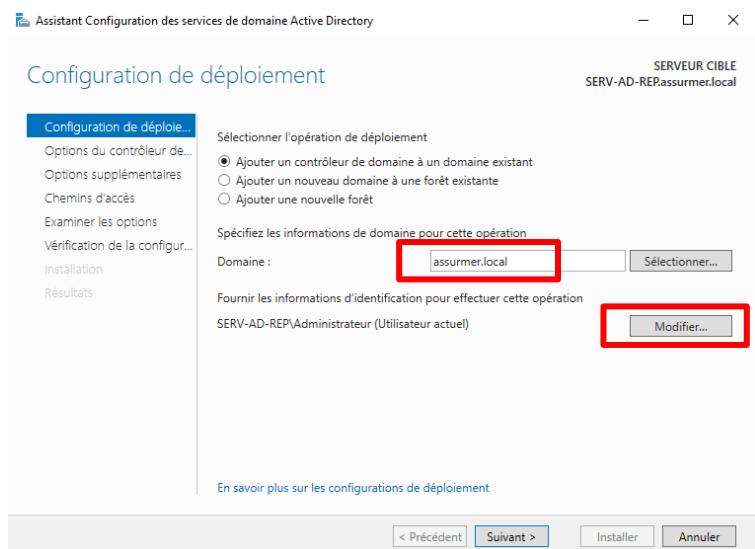 Assistant Configuration des services de domaine Active Directory
Configuration de déploiement
SERVEUR CIBLE
SERV-AD-REP.assurmer.local
Configuration de déploie...
Options du contrôleur de...
Options supplémentaires
Chemins d'accès
Examiner les options
Vérification de la configur...
Installation
Résultats
Sélectionner l'opération de déploiement
Ajouter un contrôleur de domaine à un domaine existant
Ajouter un nouveau domaine à une forêt existante
Ajouter une nouvelle forêt
Spécifiez les informations de domaine pour cette opération
Domaine : assurmer.local Sélectionner...
Fournir les informations d'identification pour effectuer cette opération
SERV-AD-REP\Administrateur (Utilisateur actuel) Modifier...
En savoir plus sur les configurations de déploiement
< Précédent Suivant > Installer Annuler